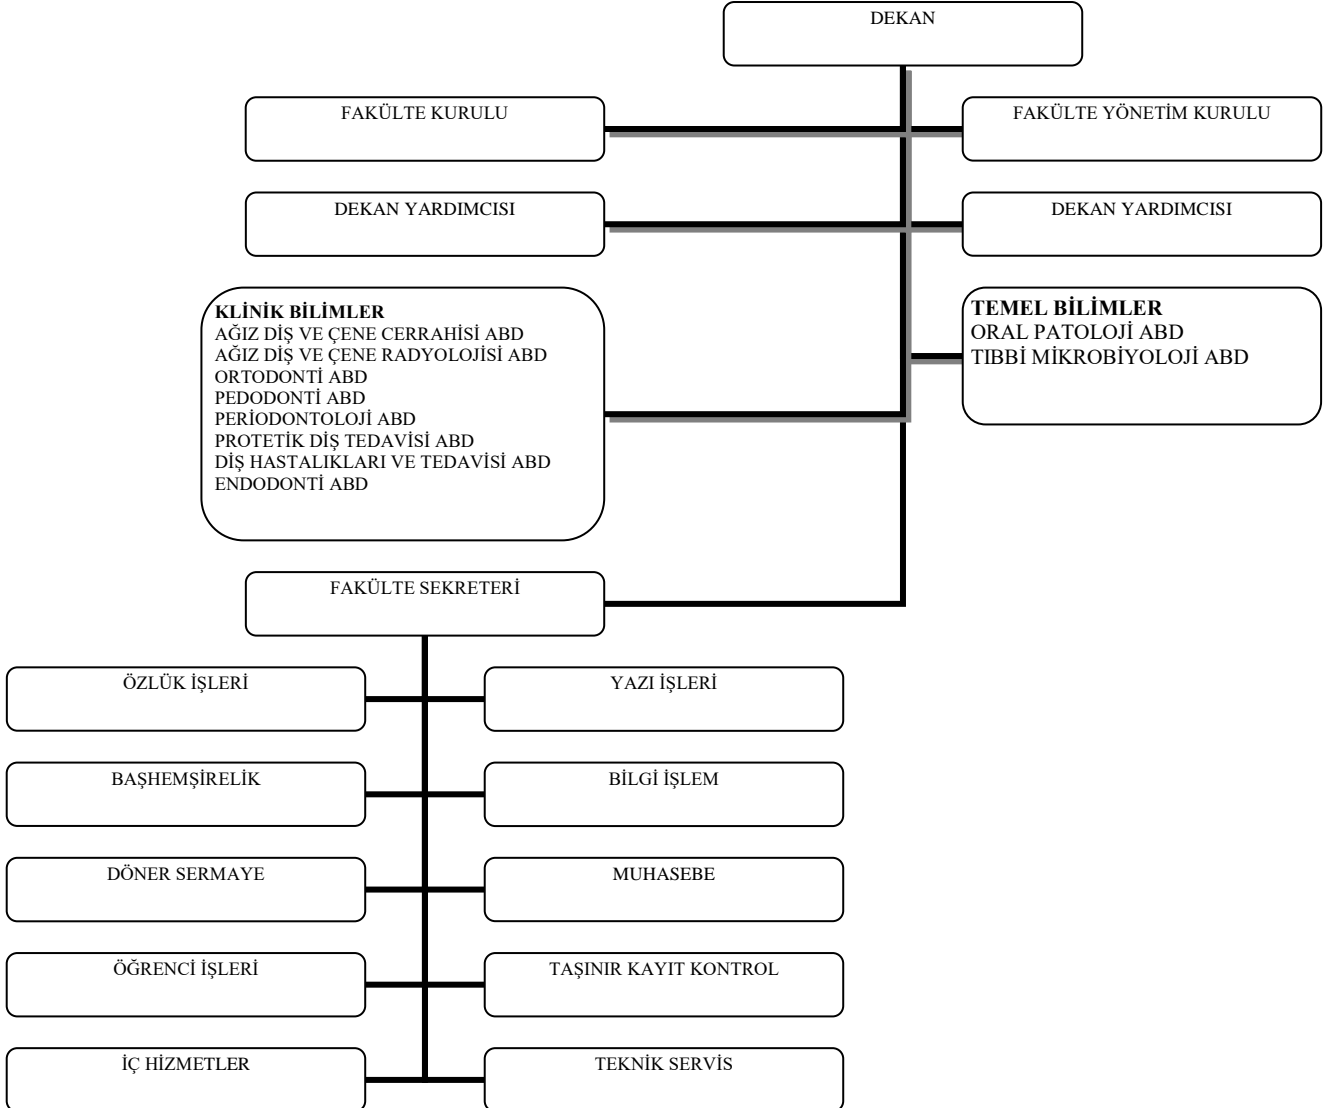 DEKAN
FAKÜLTE KURULU
FAKÜLTE YÖNETİM KURULU
DEKAN YARDIMCISI
DEKAN YARDIMCISI
KLİNİK BİLİMLER
AĞIZ DİŞ VE ÇENE CERRAHİSİ ABD
AĞIZ DİŞ VE ÇENE RADYOLOJİSİ ABD
ORTODONTİ ABD
PEDODONTİ ABD
PERİODONTOLOJİ ABD
PROTETİK DİŞ TEDAVİSİ ABD
DİŞ HASTALIKLARI VE TEDAVİSİ ABD
ENDODONTİ ABD
TEMEL BİLİMLER
ORAL PATOLOJİ ABD
TIBBİ MİKROBİYOLOJİ ABD
FAKÜLTE SEKRETERİ
ÖZLÜK İŞLERİ
YAZI İŞLERİ
BAŞHEMŞİRELİK
BİLGİ İŞLEM
DÖNER SERMAYE
MUHASEBE
ÖĞRENCİ İŞLERİ
TAŞINIR KAYIT KONTROL
İÇ HİZMETLER
TEKNİK SERVİS